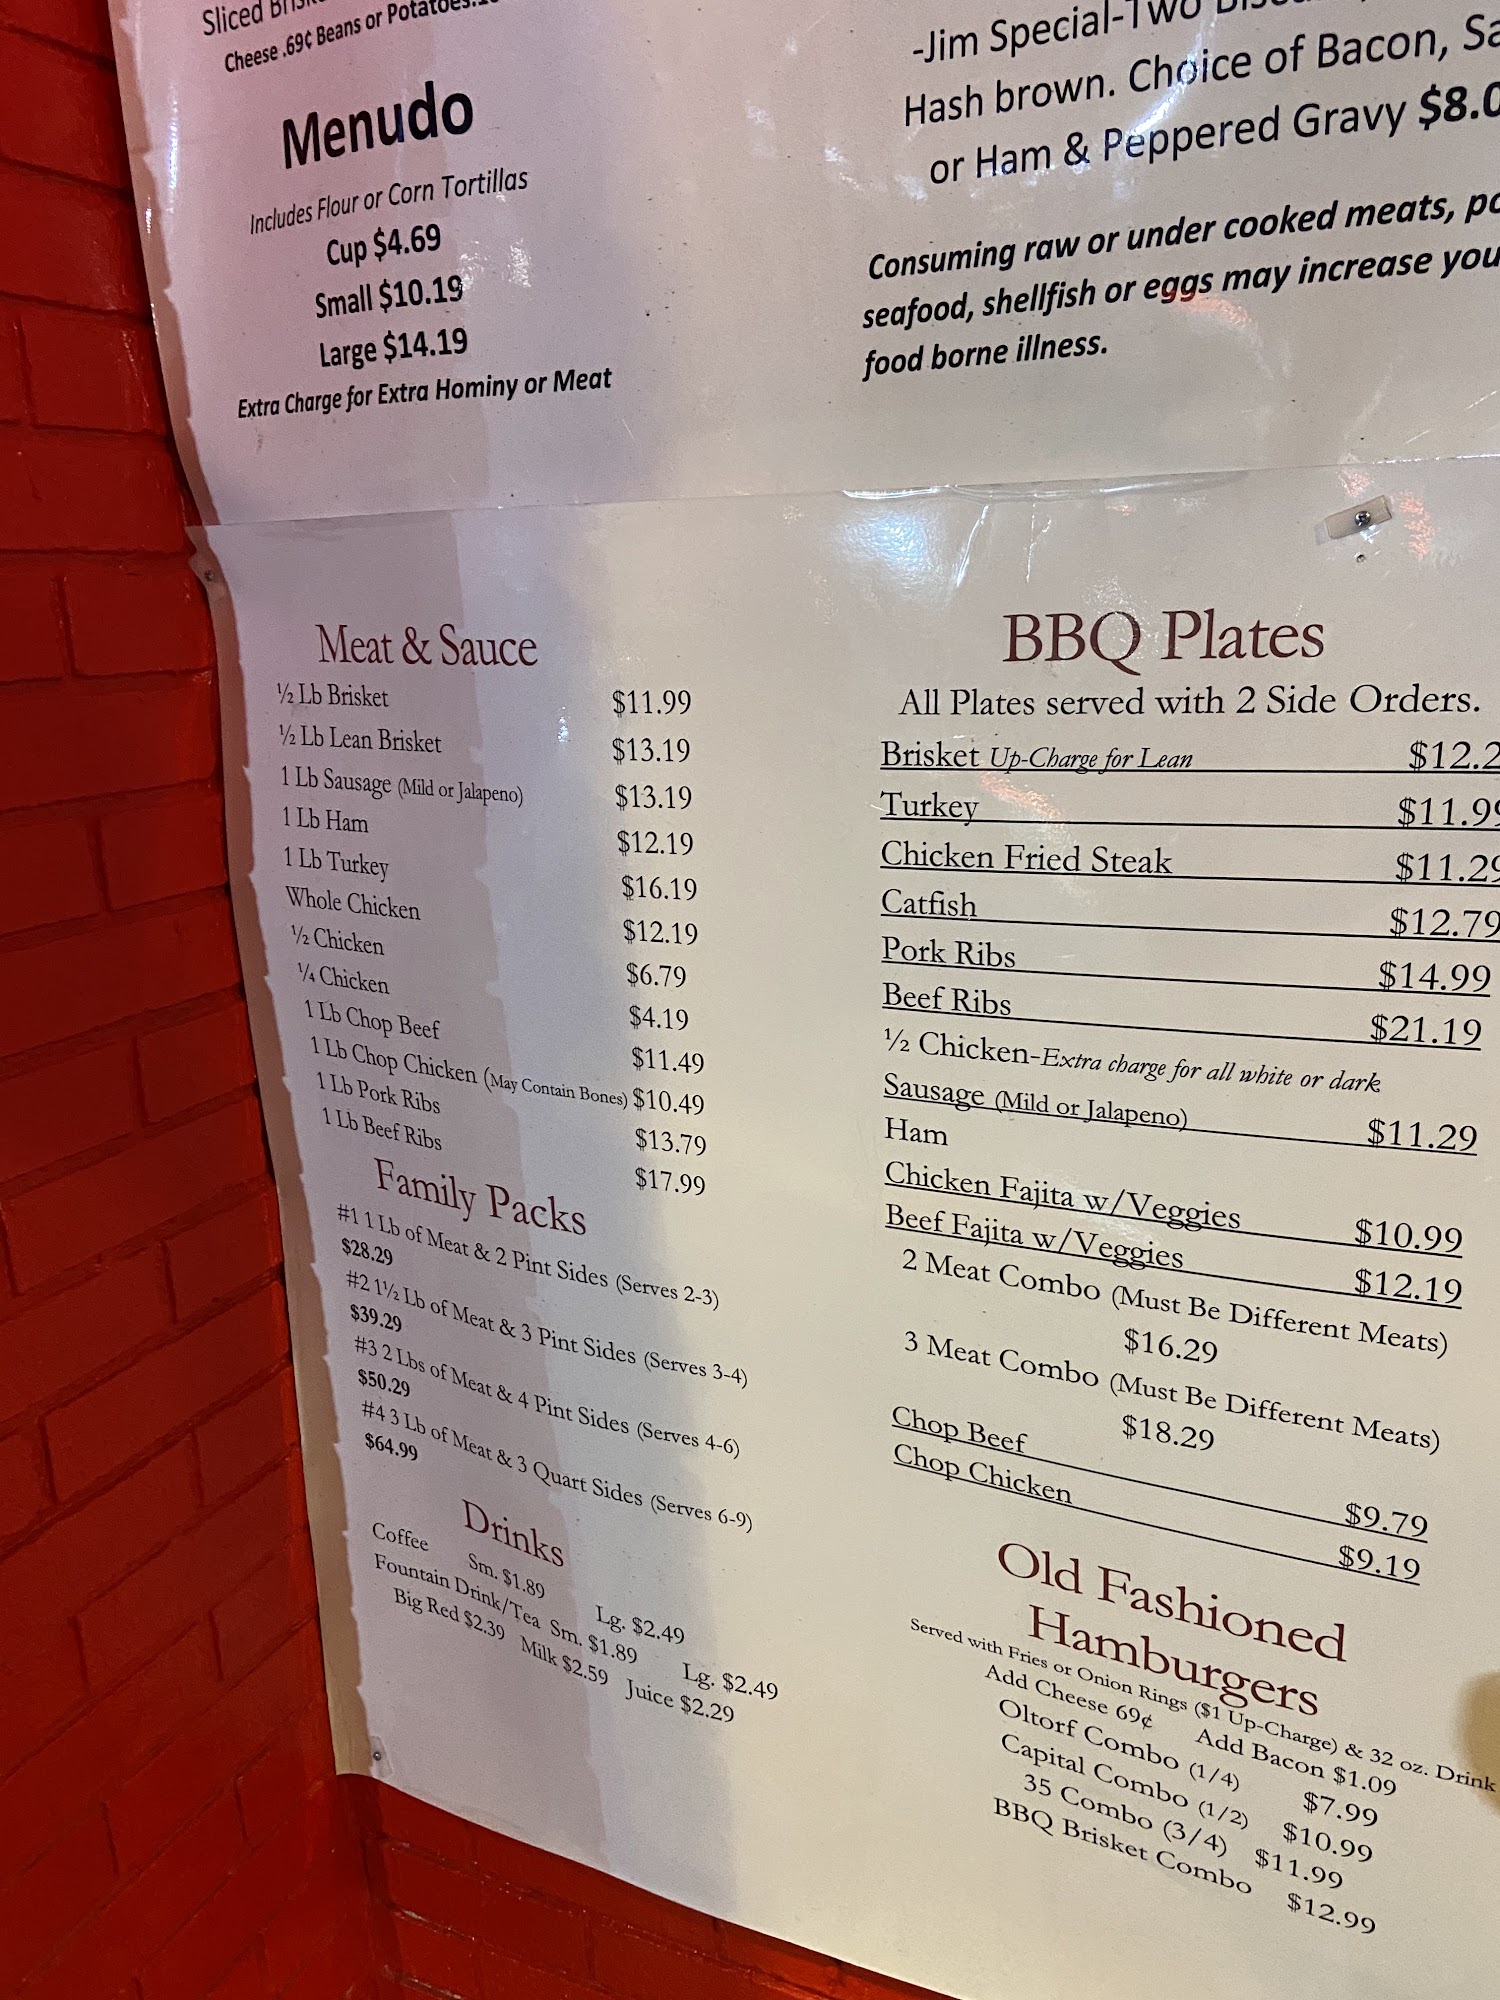 Sliced
Cheese .69¢ Beans or Potatoes
Menudo
Includes Flour or Corn Tortillas
Cup $4.69
Small $10.19
Large $14.19
Extra Charge for Extra Hominy or Meat
-Jim Special-Two
Hash brown. Choice of Bacon,
or Ham & Peppered Gravy
Consuming raw or under cooked meats,
seafood, shellfish or eggs may increase
food borne illness.
Meat & Sauce
½ Lb Brisket $11.99
½ Lb Lean Brisket $13.19
1 Lb Sausage (Mild or Jalapeno) $13.19
1 Lb Ham $12.19
1 Lb Turkey $16.19
Whole Chicken $12.19
½ Chicken $6.79
¼ Chicken $4.19
1 Lb Chop Beef $11.49
1 Lb Chop Chicken (May Contain Bones) $10.49
1 Lb Pork Ribs $13.79
1 Lb Beef Ribs $17.99
Family Packs
#1 1 Lb of Meat & 2 Pint Sides (Serves 2-3)
$28.29
#2 1½ Lb of Meat & 3 Pint Sides (Serves 3-4)
$39.29
#3 2 Lbs of Meat & 4 Pint Sides (Serves 4-6)
$50.29
#4 3 Lb of Meat & 3 Quart Sides (Serves 6-9)
$64.99
Drinks
Coffee Sm. $1.89 Lg. $2.49
Fountain Drink/Tea Sm. $1.89 Lg. $2.49
Big Red $2.39 Milk $2.59 Juice $2.29
BBQ Plates
All Plates served with 2 Side Orders.
Brisket Up-Charge for Lean $12.2
Turkey $11.99
Chicken Fried Steak $11.29
Catfish $12.79
Pork Ribs $14.99
Beef Ribs $21.19
½ Chicken-Extra charge for all white or dark
Sausage (Mild or Jalapeno) $11.29
Ham
Chicken Fajita w/Veggies $10.99
Beef Fajita w/Veggies $12.19
2 Meat Combo (Must Be Different Meats)
$16.29
3 Meat Combo (Must Be Different Meats)
$18.29
Chop Beef $9.79
Chop Chicken $9.19
Old Fashioned
Hamburgers
Served with Fries or Onion Rings ($1 Up-Charge) & 32 oz. Drink
Add Cheese 69¢ Add Bacon $1.09
Oltorf Combo (1/4) $7.99
Capital Combo (1/2) $10.99
35 Combo (3/4) $11.99
BBQ Brisket Combo $12.99